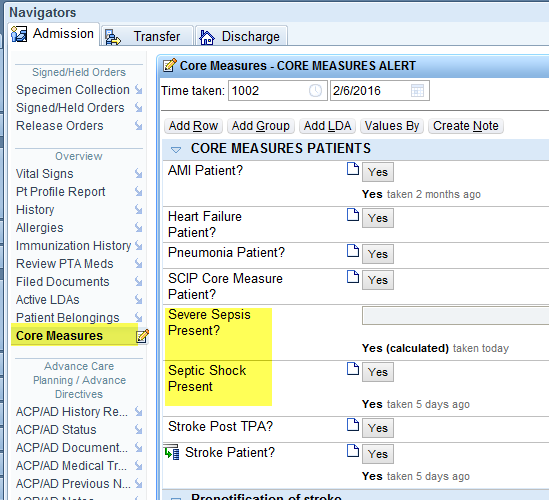 Navigators
Admission
Transfer
Discharge
Signed/Held Orders
Specimen Collection
Signed/Held Orders
Release Orders
Overview
Vital Signs
Pt Profile Report
History
Allergies
Immunization History
Review PTA Meds
Filed Documents
Active LDAs
Patient Belongings
Core Measures
Advance Care
Planning / Advance
Directives
ACP/AD History Re...
ACP/AD Status
ACP/AD Document...
ACP/AD Medical Tr...
ACP/AD Previous N...
Core Measures - CORE MEASURES ALERT
Time taken: 1002 2/6/2016
Add Row Add Group Add LDA Values By Create Note
CORE MEASURES PATIENTS
AMI Patient? Yes
Yes taken 2 months ago
Heart Failure Yes
Patient?
Pneumonia Patient? Yes
SCIP Core Measure Yes
Patient?
Severe Sepsis
Present?
Yes (calculated) taken today
Septic Shock Yes
Present
Yes taken 5 days ago
Stroke Post TPA? Yes
Stroke Patient? Yes
Yes taken 5 days ago